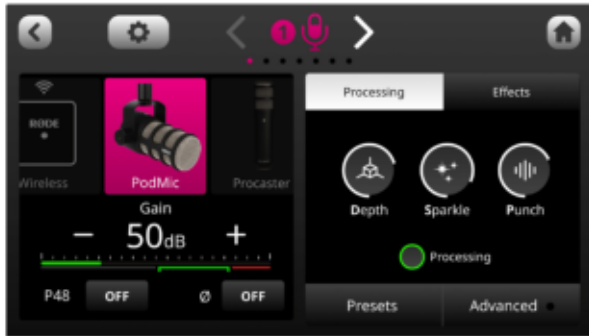 1
Processing
Effects
RØDE
Wireless
PodMic
Procaster
Depth
Sparkle
Punch
Gain
50dB
Processing
P48
OFF
Ø
OFF
Presets
Advanced